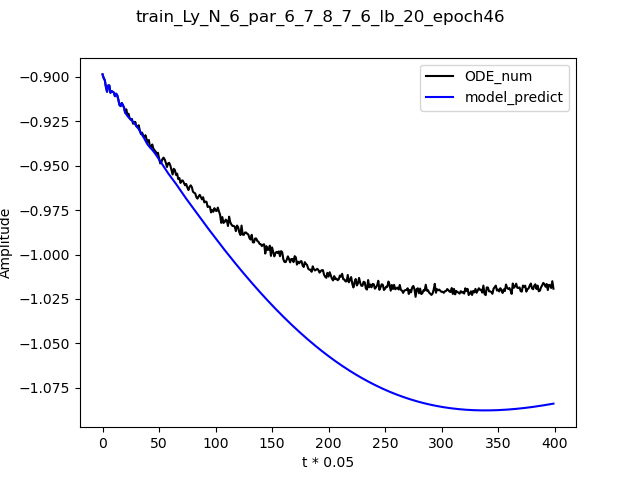 train_Ly_N_6_par_6_7_8_7_6_lb_20_epoch46
ODE_num
model_predict
Amplitude
−0.900
−0.925
−0.950
−0.975
−1.000
−1.025
−1.050
−1.075
0 50 100 150 200 250 300 350 400
t * 0.05